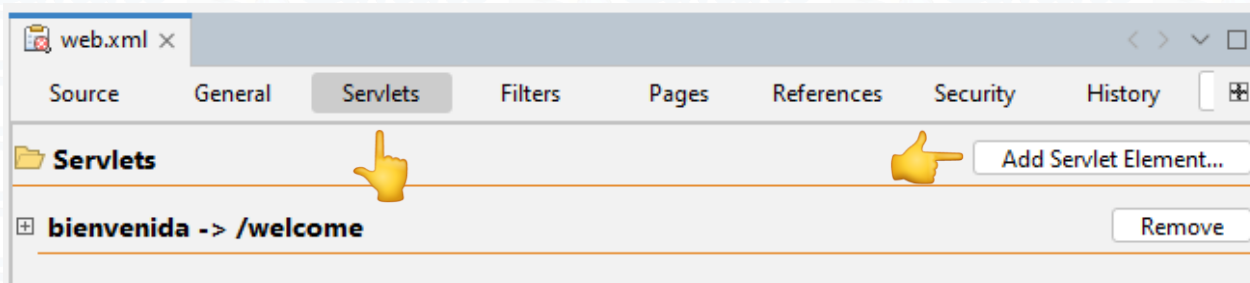 web.xml
Source General Servlets Filters Pages References Security History
Servlets Add Servlet Element...
bienvenida -> /welcome Remove